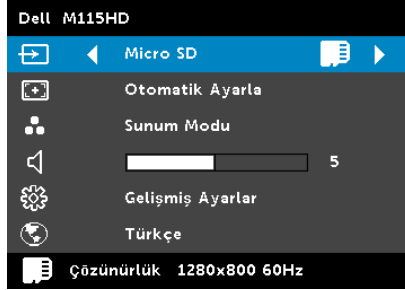 Dell M115HD
Micro SD
Otomatik Ayarla
Sunum Modu
5
Gelişmiş Ayarlar
Türkçe
Çözünürlük 1280x800 60Hz